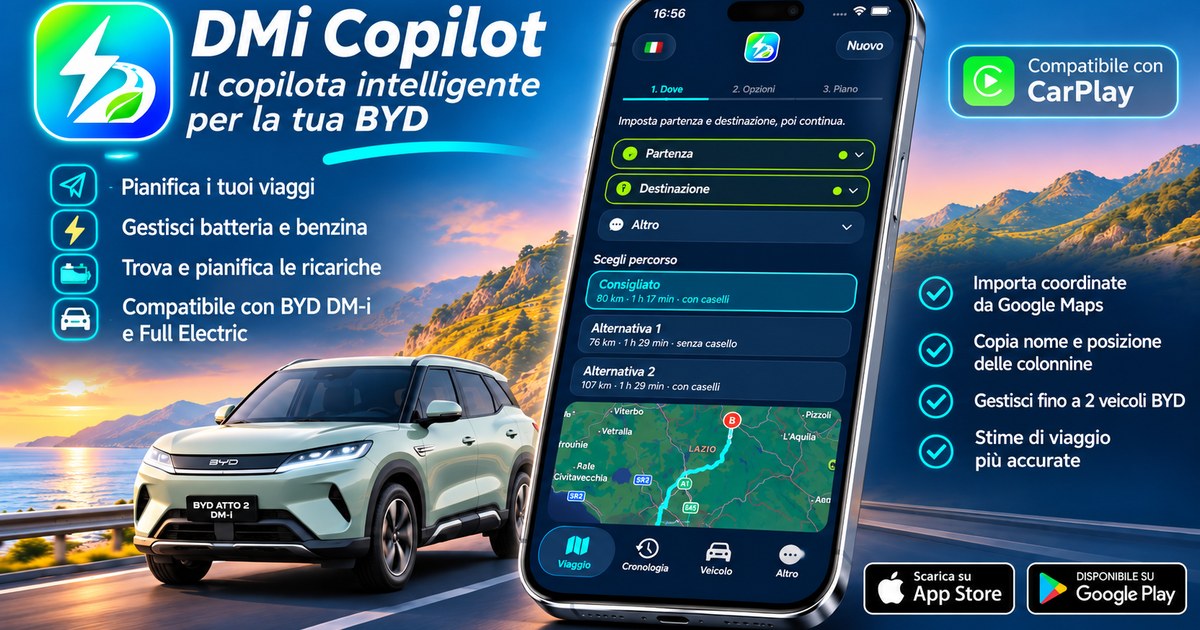 DMi Copilot
Il copilota intelligente
per la tua BYD
Pianifica i tuoi viaggi
Gestisci batteria e benzina
Trova e pianifica le ricariche
Compatibile con BYD DM-i
e Full Electric
BYD
BYD ATTO 2
DM-i
16:56
Nuovo
1. Dove
2. Opzioni
3. Piano
Imposta partenza e destinazione, poi continua.
Partenza
Destinazione
Altro
Scegli percorso
Consigliato
80 km · 1 h 17 min · con caselli
Alternativa 1
76 km · 1 h 29 min · senza casello
Alternativa 2
107 km · 1 h 29 min · con caselli
Viterbo
B
Pizzoli
Vetralla
LAZIO
L'Aquila
Civitavecchia
SR2
A1
SR2
E45
Viaggio
Cronologia
Veicolo
Altro
Compatibile con
CarPlay
Importa coordinate
da Google Maps
Copia nome e posizione
delle colonnine
Gestisci fino a 2 veicoli BYD
Stime di viaggio
più accurate
Scarica su
App Store
DISPONIBILE SU
Google Play